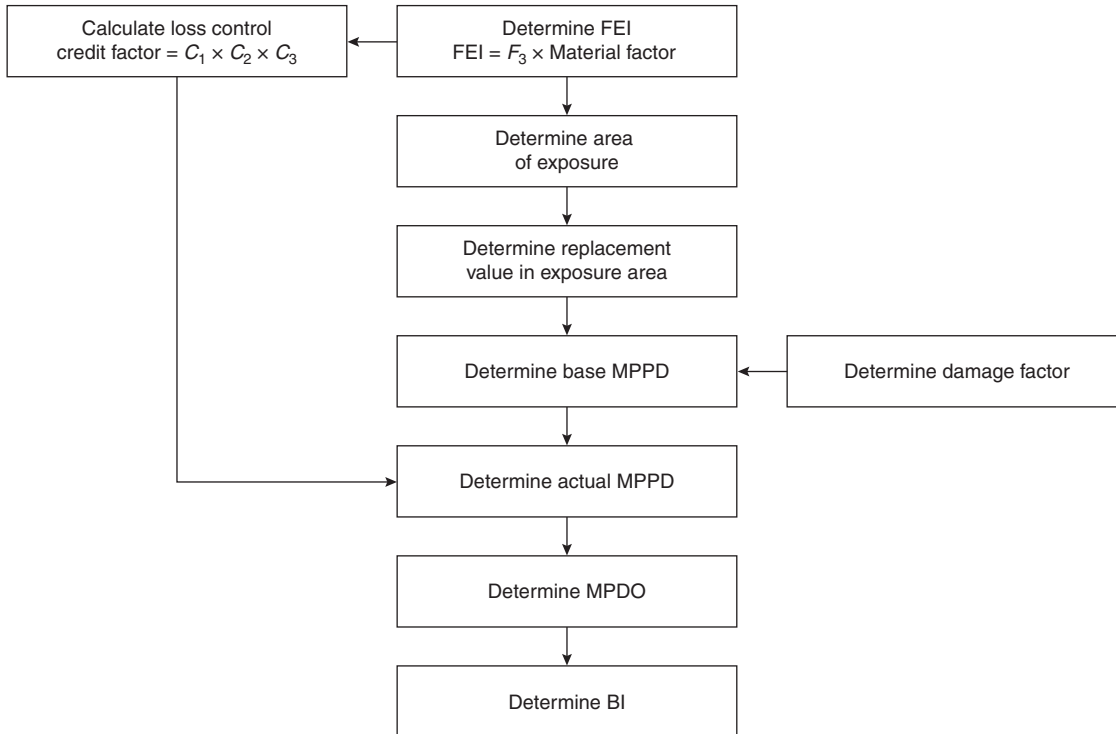 Calculate loss control
credit factor = C₁ × C₂ × C₃
Determine FEI
FEI = F₃ × Material factor
Determine area
of exposure
Determine replacement
value in exposure area
Determine base MPPD
Determine damage factor
Determine actual MPPD
Determine MPDO
Determine BI